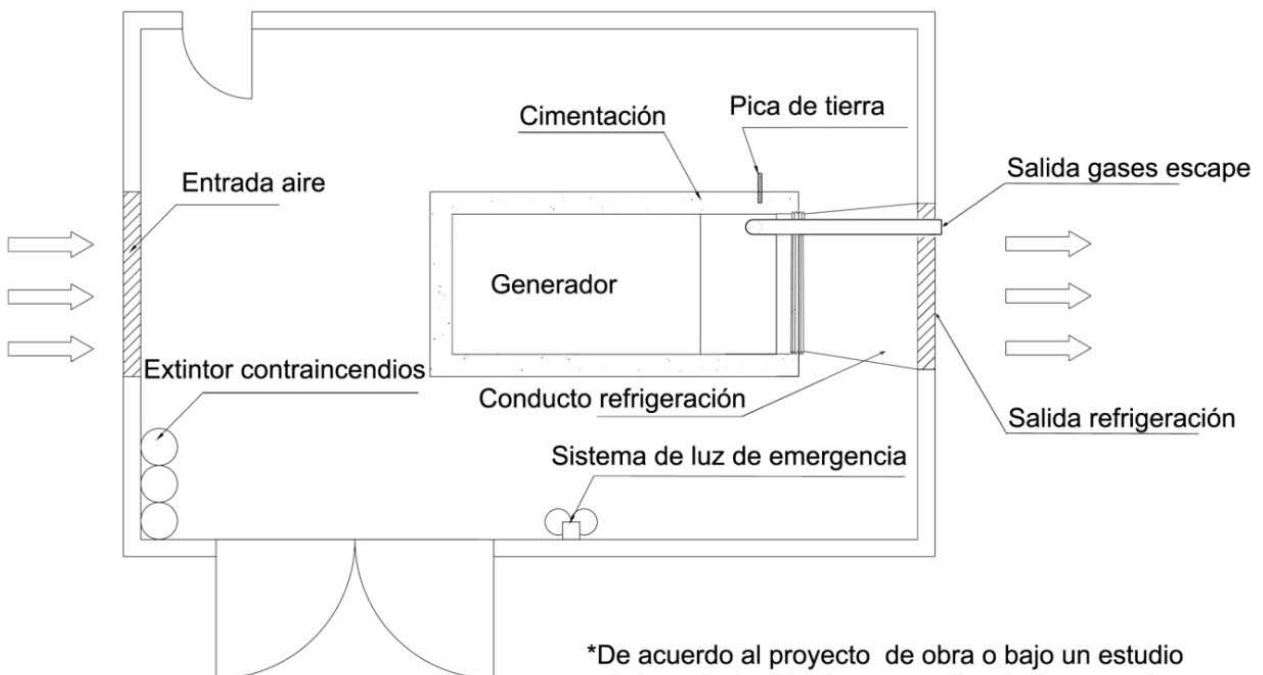 Pica de tierra
Cimentación
Salida gases escape
Entrada aire
Generador
Extintor contraincendios
Conducto refrigeración
Salida refrigeración
Sistema de luz de emergencia
*De acuerdo al proyecto de obra o bajo un estudio